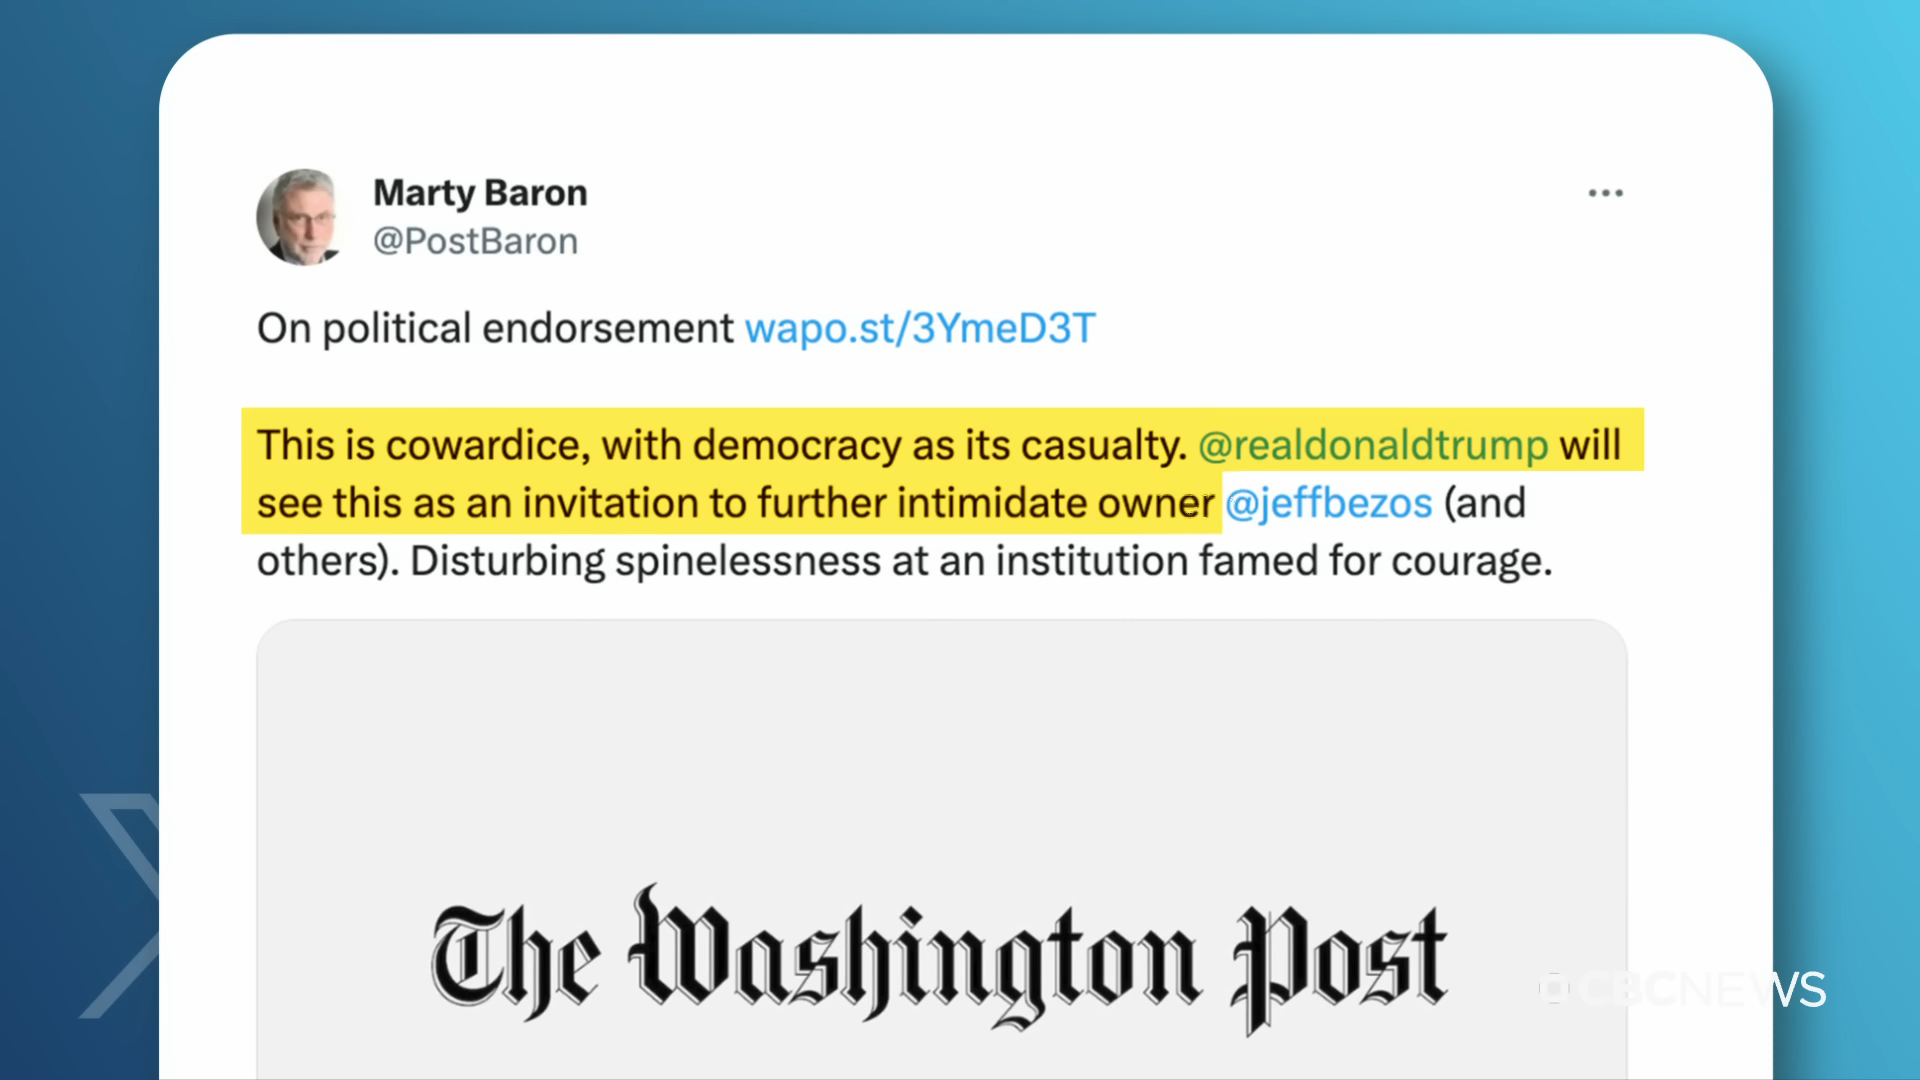 Marty Baron
@PostBaron
On political endorsement wapo.st/3YmeD3T
This is cowardice, with democracy as its casualty. @realdonaldtrump will
see this as an invitation to further intimidate owner @jeffbezos (and
others). Disturbing spinelessness at an institution famed for courage.
The Washington Post
CBCNEWS